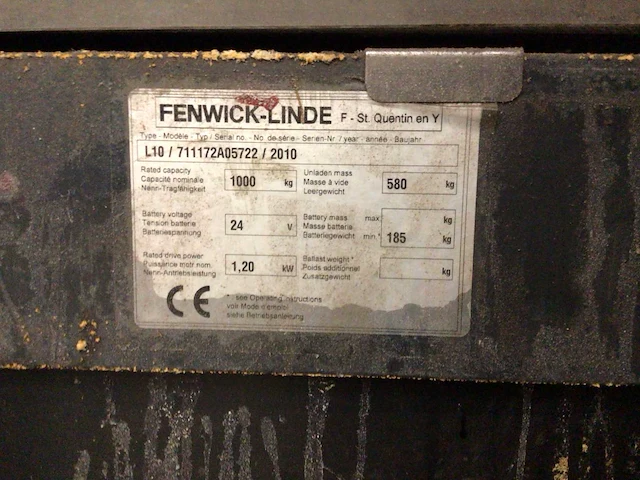 FENWICK-LINDE F - St. Quentin en Y
Type - Modèle - Typ / Serial no. - No. de série - Serien-Nr / year - année - Baujahr
L10 / 711172A05722 / 2010
Rated capacity
Capacité nominale
Nenn-Tragfähigkeit
1000 kg
Unladen mass
Masse à vide
Leergewicht
580 kg
Battery voltage
Tension batterie
Batteriespannung
24 V
Battery mass max.
Masse batterie
Batteriegewicht min.*
kg
185 kg
Rated drive power
Puissance motr. nom.
Nenn-Antriebsleistung
1,20 kW
Ballast weight *
Poids additionnel
Zusatzgewicht
kg
CE
* : see Operating instructions
voir Mode d'emploi
siehe Betriebsanleitung